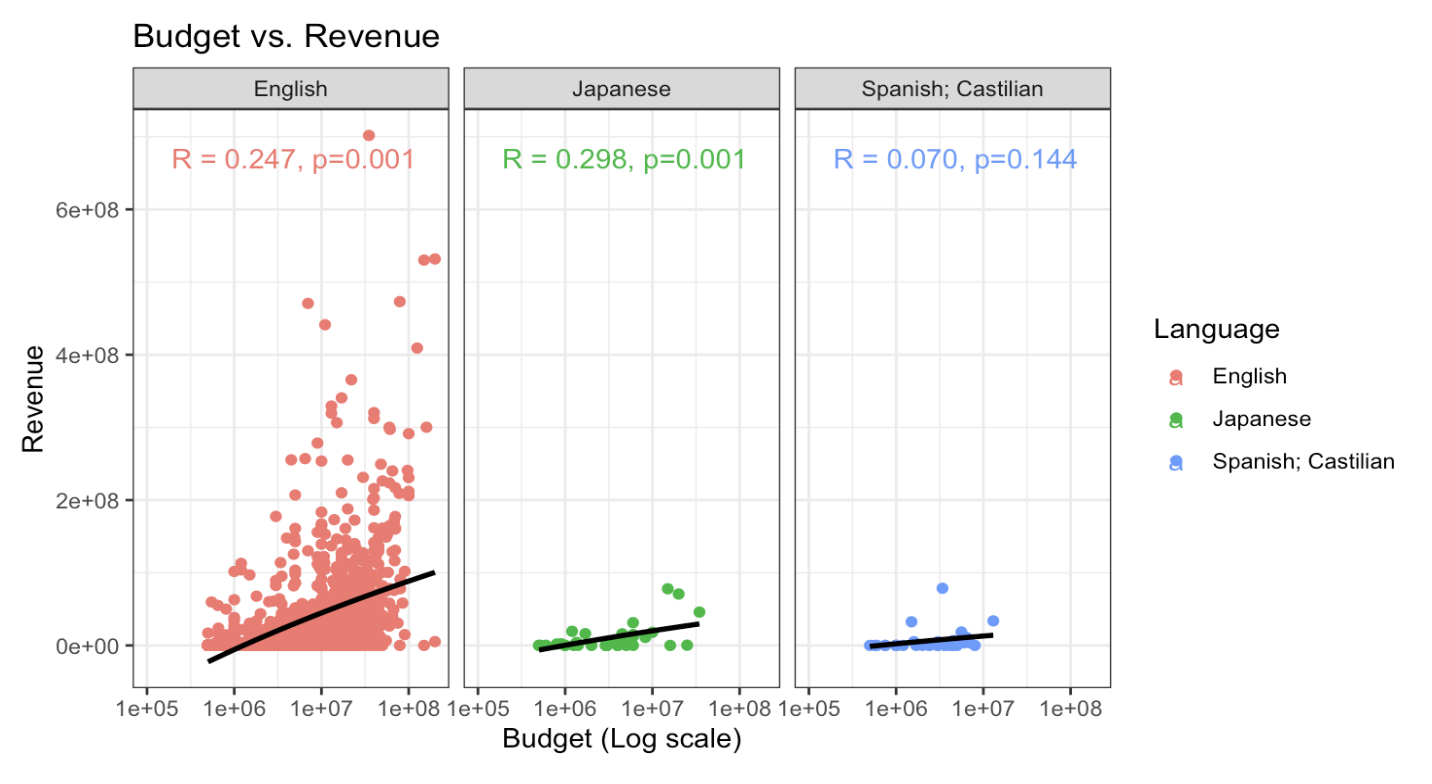 Budget vs. Revenue
English
Japanese
Spanish; Castilian
R = 0.247, p=0.001
R = 0.298, p=0.001
R = 0.070, p=0.144
6e+08
4e+08
2e+08
0e+00
Revenue
1e+05 1e+06 1e+07 1e+08
1e+05 1e+06 1e+07 1e+08
1e+05 1e+06 1e+07 1e+08
Budget (Log scale)
Language
a English
a Japanese
a Spanish; Castilian